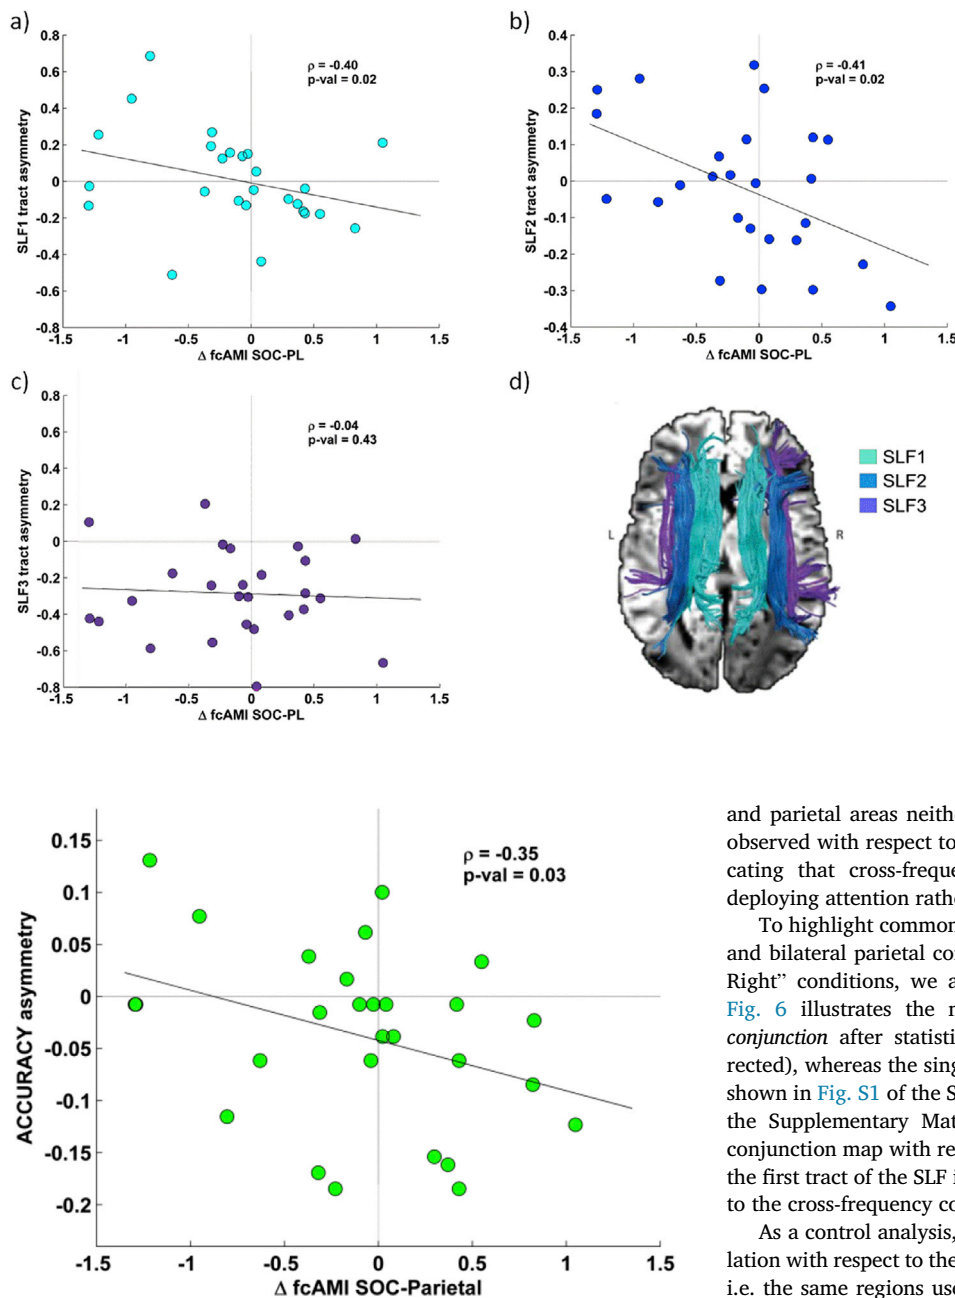 a)
0.8
0.6
0.4
0.2
0
-0.2
-0.4
-0.6
-0.8
SLF1 tract asymmetry
ρ = -0.40
p-val = 0.02
-1.5 -1 -0.5 0 0.5 1 1.5
Δ fcAMI SOC-PL
b)
0.4
0.3
0.2
0.1
0
-0.1
-0.2
-0.3
-0.4
SLF2 tract asymmetry
ρ = -0.41
p-val = 0.02
-1.5 -1 -0.5 0 0.5 1 1.5
Δ fcAMI SOC-PL
c)
0.8
0.6
0.4
0.2
0
-0.2
-0.4
-0.6
-0.8
SLF3 tract asymmetry
ρ = -0.04
p-val = 0.43
-1.5 -1 -0.5 0 0.5 1 1.5
Δ fcAMI SOC-PL
d)
L
R
SLF1
SLF2
SLF3
0.15
0.1
0.05
0
-0.05
-0.1
-0.15
-0.2
ACCURACY asymmetry
ρ = -0.35
p-val = 0.03
-1.5 -1 -0.5 0 0.5 1 1.5
Δ fcAMI SOC-Parietal
and parietal areas neithe
observed with respect to
cating that cross-freque
deploying attention rathe
To highlight common
and bilateral parietal cor
Right” conditions, we a
Fig. 6 illustrates the n
conjunction after statisti
rected), whereas the sing
shown in Fig. S1 of the S
the Supplementary Mat
conjunction map with re
the first tract of the SLF i
to the cross-frequency co
As a control analysis,
lation with respect to the
i.e. the same regions use